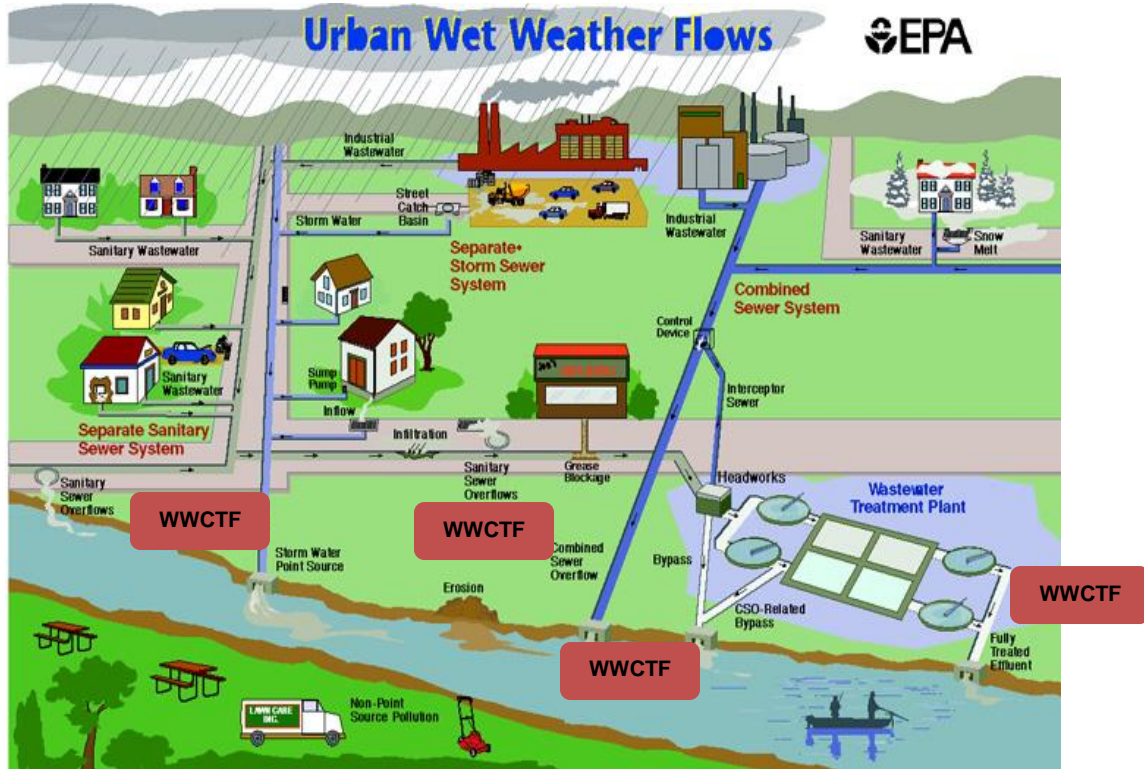 Urban Wet Weather Flows
EPA
Industrial
Wastewater
Street
Catch
Basin
Storm Water
Separate
Storm Sewer
System
Industrial
Wastewater
Sanitary
Wastewater
Snow
Melt
Sanitary Wastewater
Combined
Sewer System
Control
Device
Sanitary
Wastewater
Sump
Pump
Inflow
Interceptor
Sewer
Separate Sanitary
Sewer System
Infiltration
Sanitary
Sewer
Overflows
Sanitary
Sewer
Overflows
Grease
Blockage
Headworks
Wastewater
Treatment Plant
WWCTF
WWCTF
Storm Water
Point Source
Combined
Sewer
Overflow
Bypass
Erosion
WWCTF
CSO-Related
Bypass
WWCTF
Fully
Treated
Effluent
Non-Point
Source Pollution
LAWN CARE
INC.